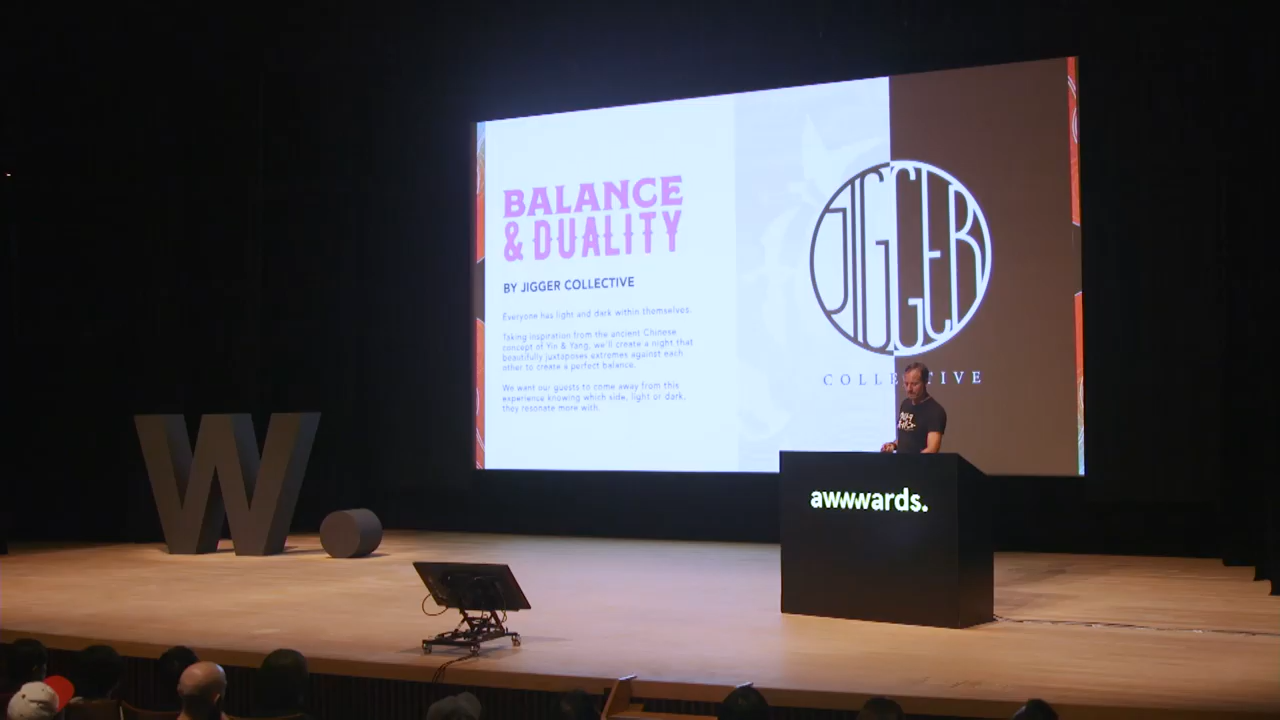 BALANCE
& DUALITY
BY JIGGER COLLECTIVE
Everyone has light and dark within themselves.
Taking inspiration from the ancient Chinese
concept of Yin & Yang, we'll create a night that
beautifully juxtaposes extremes against each
other to create a perfect balance.
We want our guests to come away from this
experience knowing which side, light or dark,
they resonate more with.
JIGGER
COLLE TIVE
awwwards.
W.